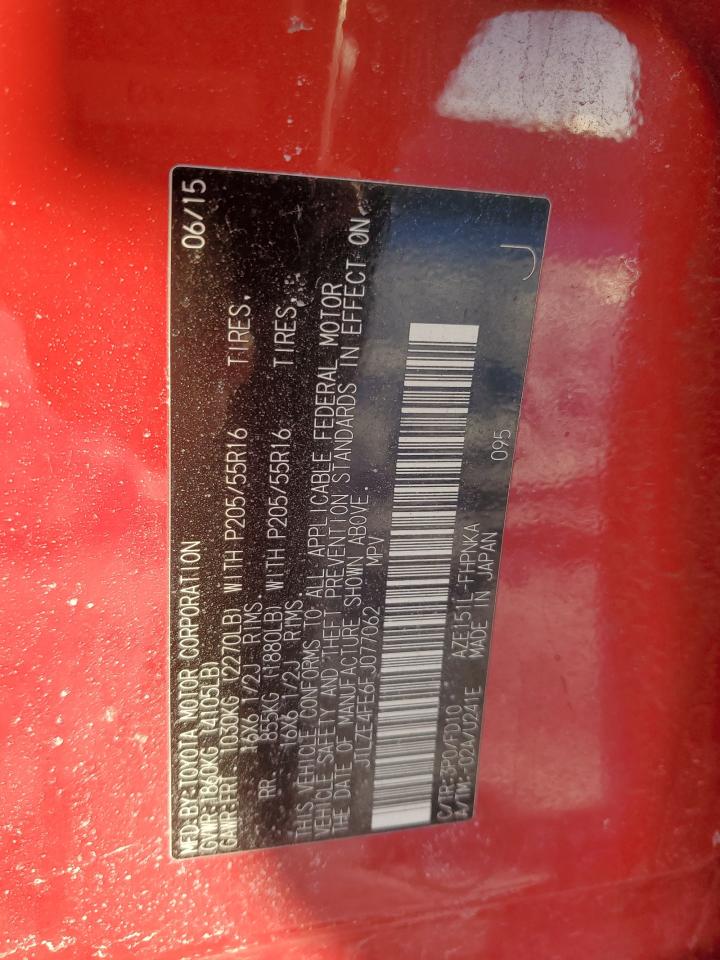 MFD.BY:TOYOTA MOTOR CORPORATION 06/15
GVWR:1860KG (4105LB)
GAWR:FRT 1030KG (2270LB) WITH P205/55R16 TIRES,
16X6 1/2J RIMS
RR. 855KG (1880LB) WITH P205/55R16 TIRES,
16X6 1/2J RIMS
THIS VEHICLE CONFORMS TO ALL APPLICABLE FEDERAL MOTOR
VEHICLE SAFETY AND THEFT PREVENTION STANDARDS IN EFFECT ON
THE DATE OF MANUFACTURE SHOWN ABOVE.
JTLZE4FE6FJ077062 MPV
C/TR:3P0/FD10 AZE151L-FHPNKA 095
A/TM:-02A/U241E MADE IN JAPAN
J